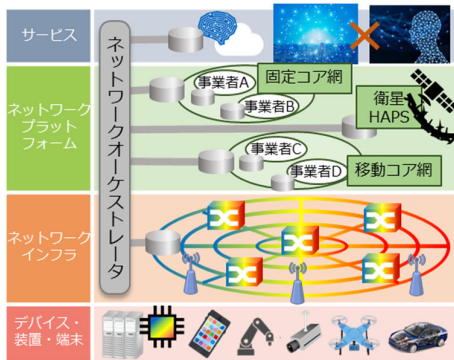 サービス
ネットワーク
プラット
フォーム
ネットワーク
インフラ
デバイス・
装置・端末
ネットワークオーケストレータ
事業者A
固定コア網
事業者B
衛星
HAPS
事業者C
事業者D
移動コア網